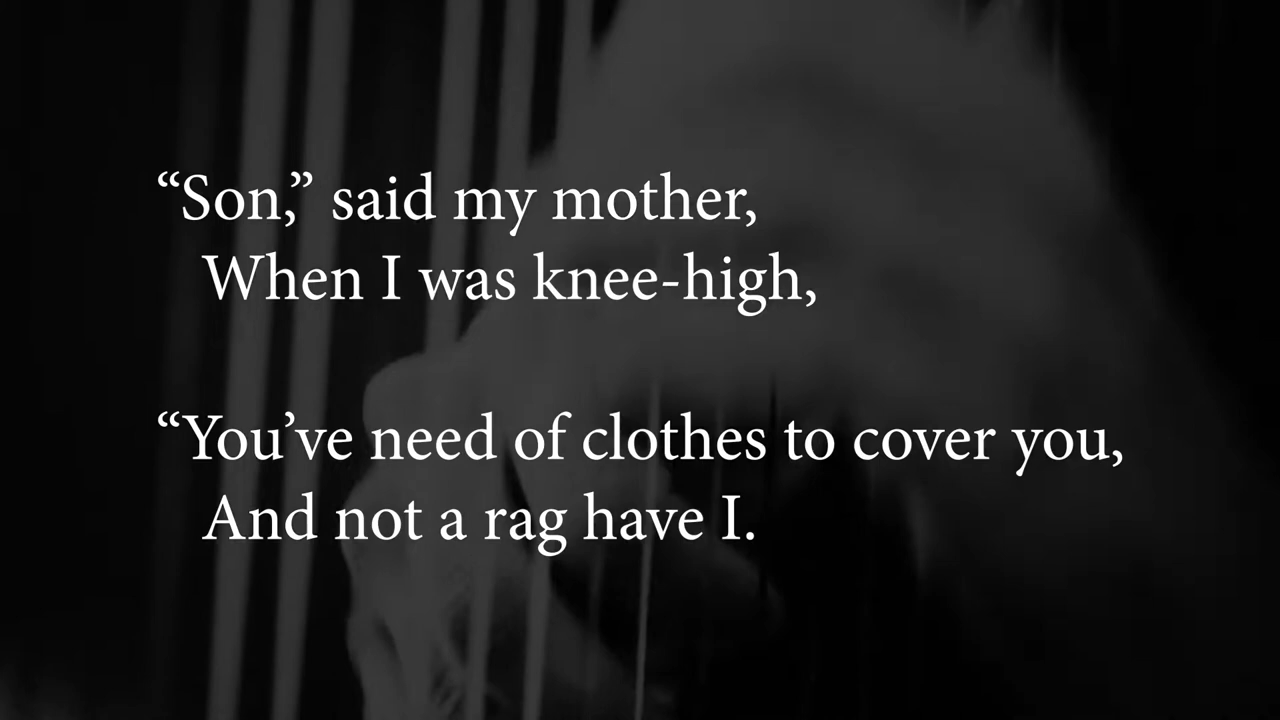 “Son,” said my mother,
When I was knee-high,
“You’ve need of clothes to cover you,
And not a rag have I.